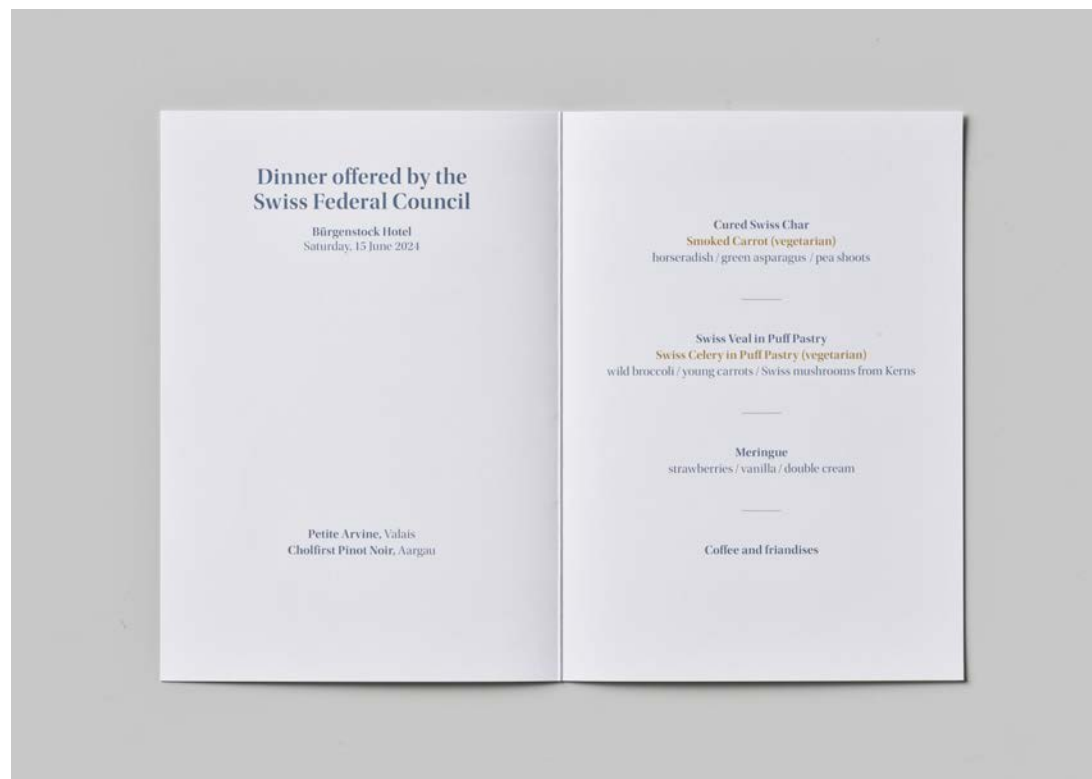 Dinner offered by the
Swiss Federal Council
Bürgenstock Hotel
Saturday, 15 June 2024
Petite Arvine, Valais
Cholfirst Pinot Noir, Aargau
Cured Swiss Char
Smoked Carrot (vegetarian)
horseradish / green asparagus / pea shoots
Swiss Veal in Puff Pastry
Swiss Celery in Puff Pastry (vegetarian)
wild broccoli / young carrots / Swiss mushrooms from Kerns
Meringue
strawberries / vanilla / double cream
Coffee and friandises